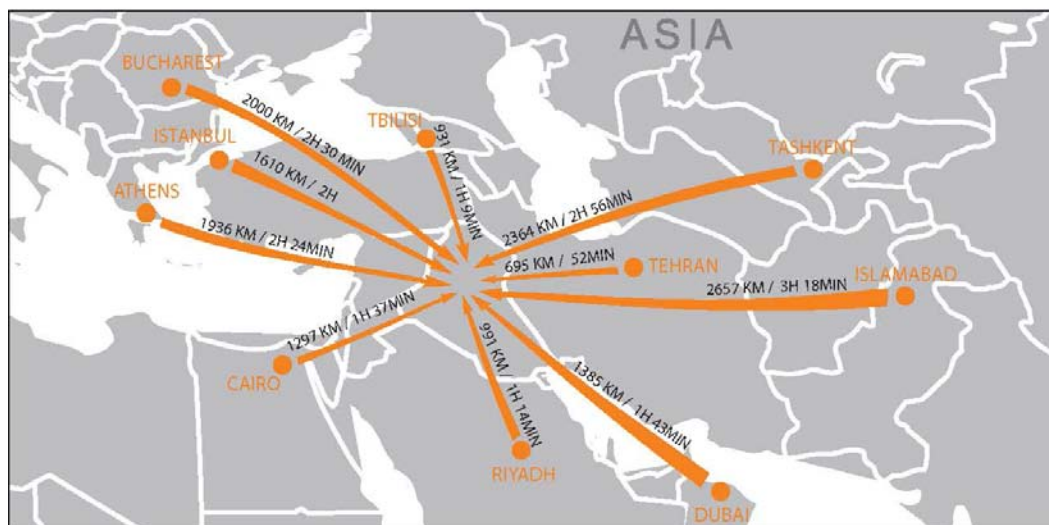 ASIA
BUCHAREST
2000 KM / 2H 30 MIN
ISTANBUL
1610 KM / 2H
TBILISI
931 KM / 1H 9MIN
TASHKENT
2364 KM / 2H 56MIN
ATHENS
1936 KM / 2H 24MIN
695 KM / 52MIN
TEHRAN
ISLAMABAD
2657 KM / 3H 18MIN
1297 KM / 1H 37MIN
CAIRO
991 KM / 1H 14MIN
RIYADH
1385 KM / 1H 43MIN
DUBAI